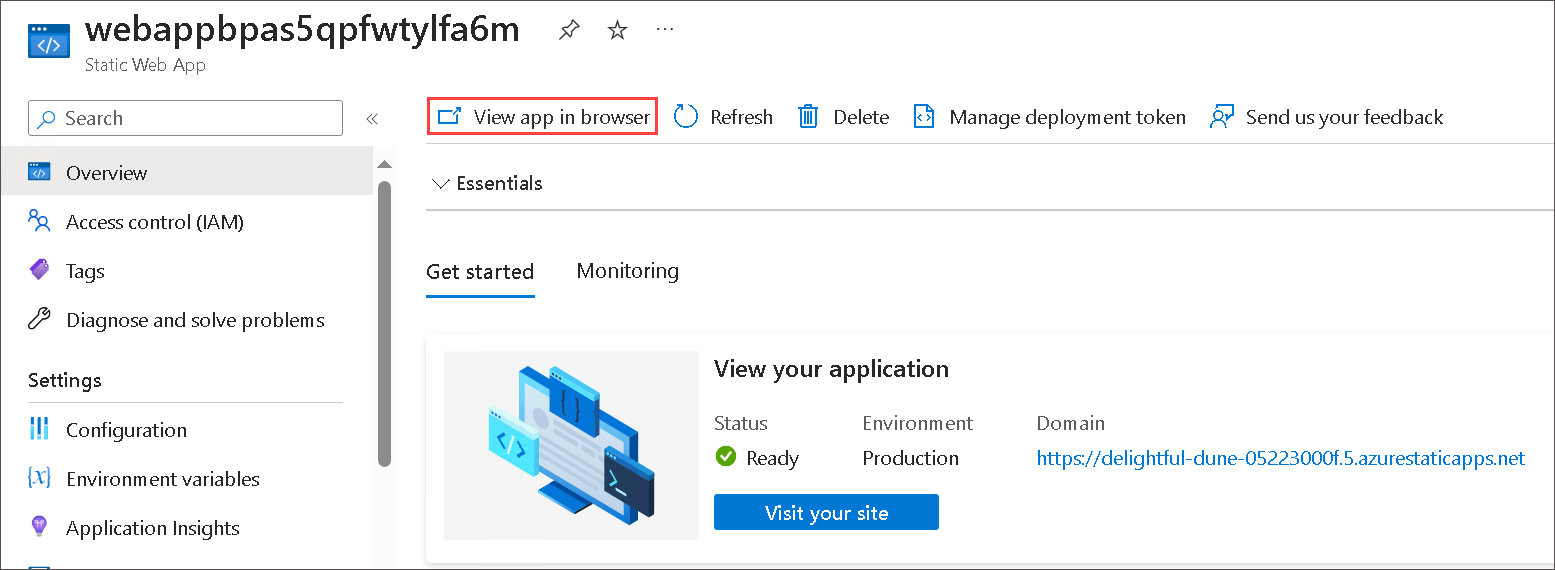 webappbpas5qpfwtylfa6m
Static Web App
Search
Overview
Access control (IAM)
Tags
Diagnose and solve problems
Settings
Configuration
Environment variables
Application Insights
View app in browser Refresh Delete Manage deployment token Send us your feedback
Essentials
Get started Monitoring
View your application
Status Environment Domain
Ready Production https://delightful-dune-05223000f.5.azurestaticapps.net
Visit your site